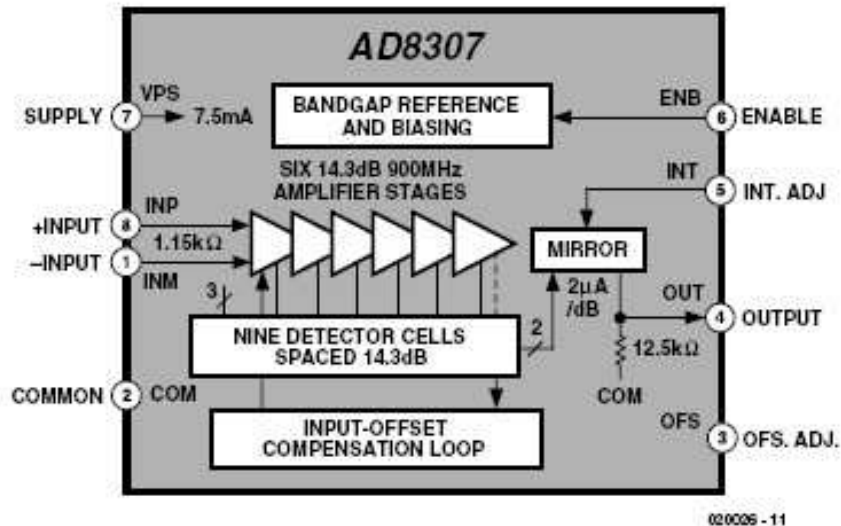 AD8307
SUPPLY 7 VPS 7.5mA
BANDGAP REFERENCE
AND BIASING
ENB 6 ENABLE
SIX 14.3dB 900MHz
AMPLIFIER STAGES
INT 5 INT. ADJ
+INPUT 8 INP
1.15kΩ
–INPUT 1 INM
MIRROR
2µA
/dB
OUT 4 OUTPUT
3
NINE DETECTOR CELLS
SPACED 14.3dB
2
12.5kΩ
COM
COMMON 2 COM
INPUT-OFFSET
COMPENSATION LOOP
OFS 3 OFS. ADJ.
020026 - 11